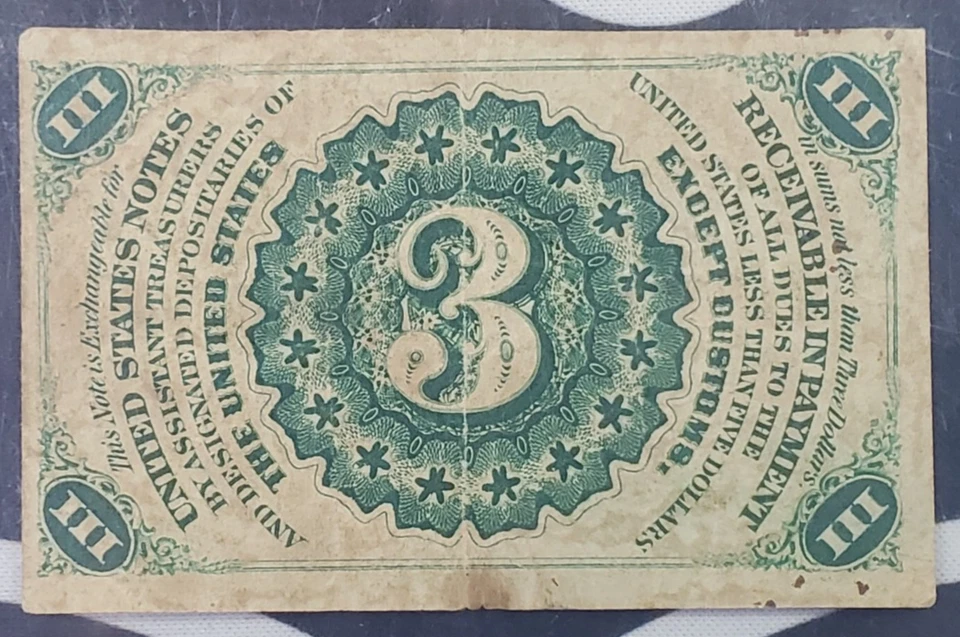 III
III
This Note is Exchangeable for
UNITED STATES NOTES
BY ASSISTANT TREASURERS
AND DESIGNATED DEPOSITARIES OF
THE UNITED STATES
3
RECEIVABLE IN PAYMENT
OF ALL DUES TO THE
UNITED STATES LESS THAN FIVE DOLLARS
EXCEPT CUSTOMS.
in sums not less than Three Dollars
III
III